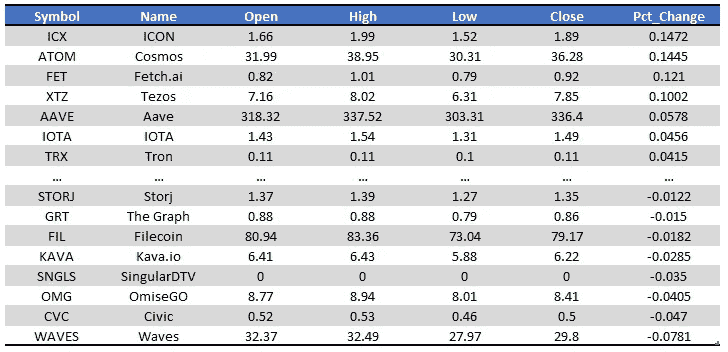 Symbol Name Open High Low Close Pct_Change
ICX ICON 1.66 1.99 1.52 1.89 0.1472
ATOM Cosmos 31.99 38.95 30.31 36.28 0.1445
FET Fetch.ai 0.82 1.01 0.79 0.92 0.121
XTZ Tezos 7.16 8.02 6.31 7.85 0.1002
AAVE Aave 318.32 337.52 303.31 336.4 0.0578
IOTA IOTA 1.43 1.54 1.31 1.49 0.0456
TRX Tron 0.11 0.11 0.1 0.11 0.0415
... ... ... ... ... ... ...
STORJ Storj 1.37 1.39 1.27 1.35 -0.0122
GRT The Graph 0.88 0.88 0.79 0.86 -0.015
FIL Filecoin 80.94 83.36 73.04 79.17 -0.0182
KAVA Kava.io 6.41 6.43 5.88 6.22 -0.0285
SNGLS SingularDTV 0 0 0 0 -0.035
OMG OmiseGO 8.77 8.94 8.01 8.41 -0.0405
CVC Civic 0.52 0.53 0.46 0.5 -0.047
WAVES Waves 32.37 32.49 27.97 29.8 -0.0781